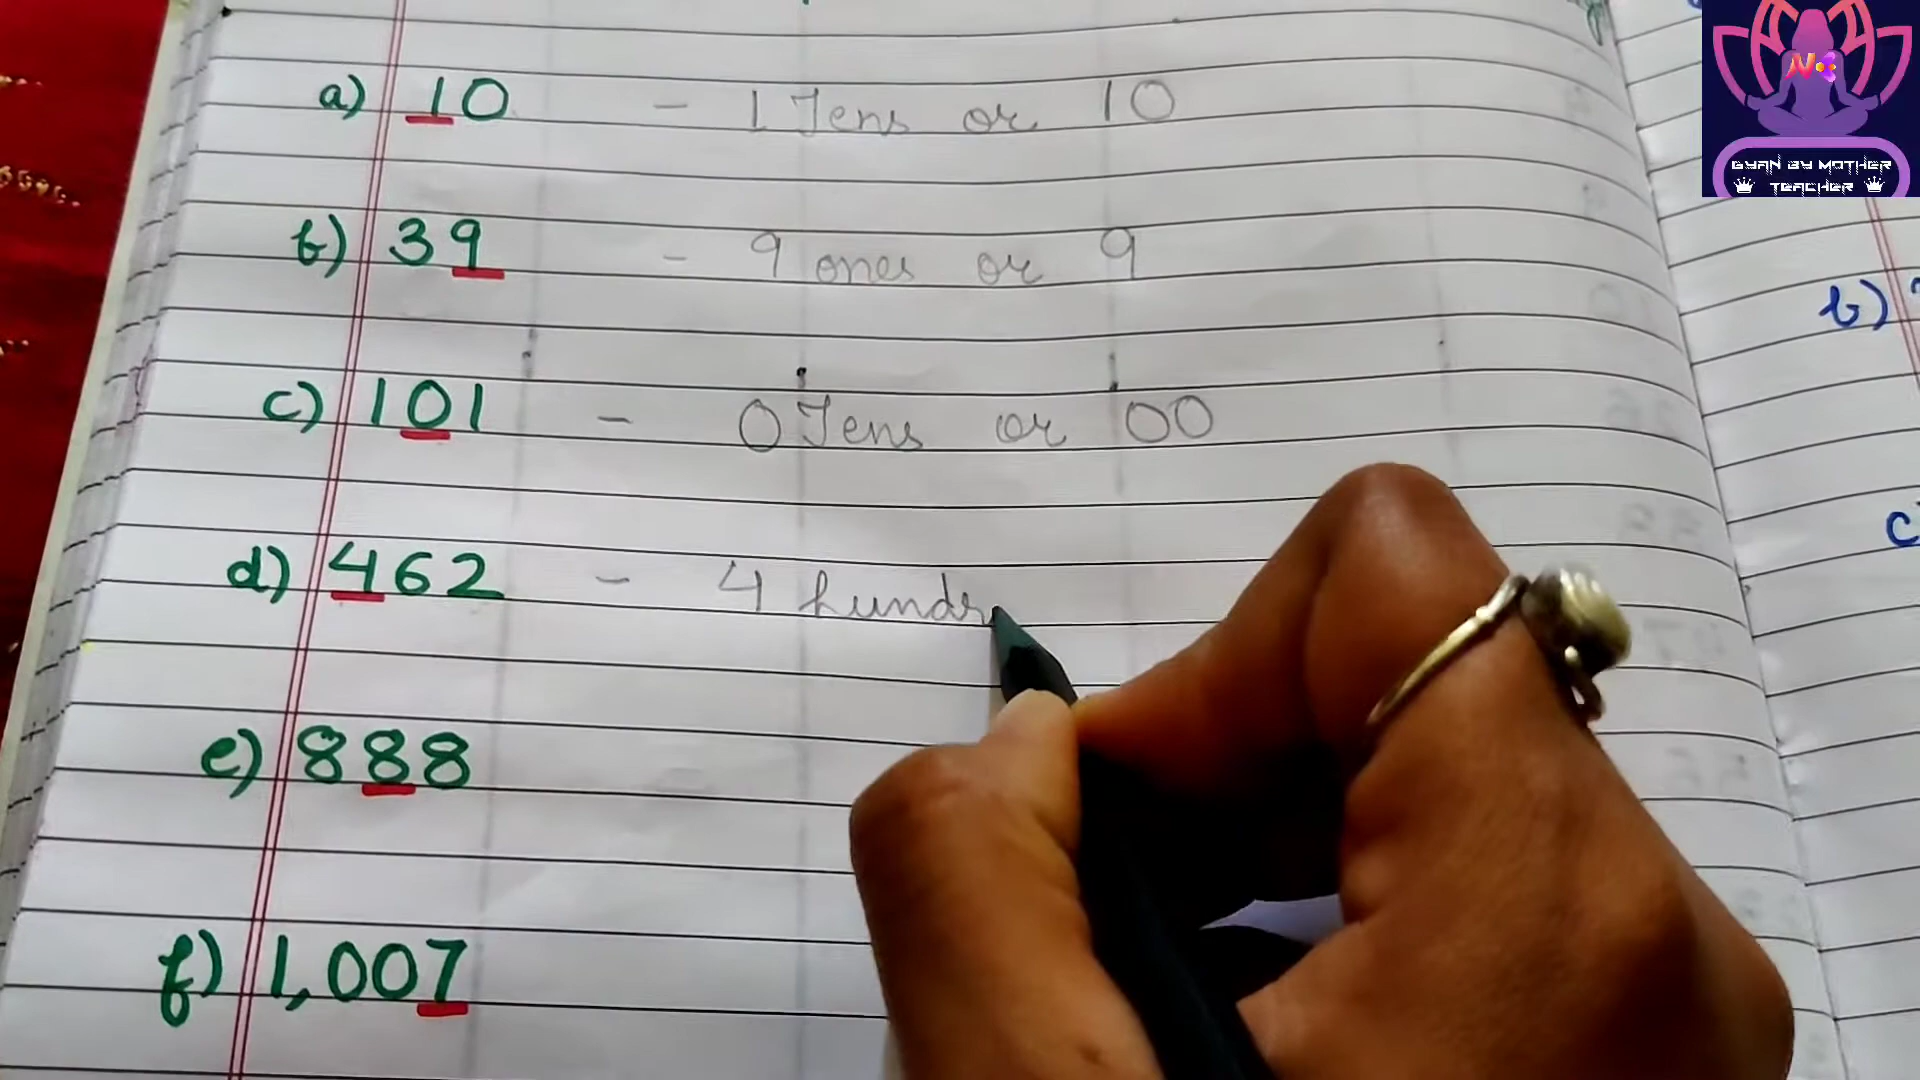 a) 10 - 1 Tens or 10
b) 39 - 9 ones or 9
c) 101 - 0 Tens or 00
d) 462 - 4 hundr
e) 888
f) 1,007
b)
c
N
GYAN BY MOTHER
TEACHER